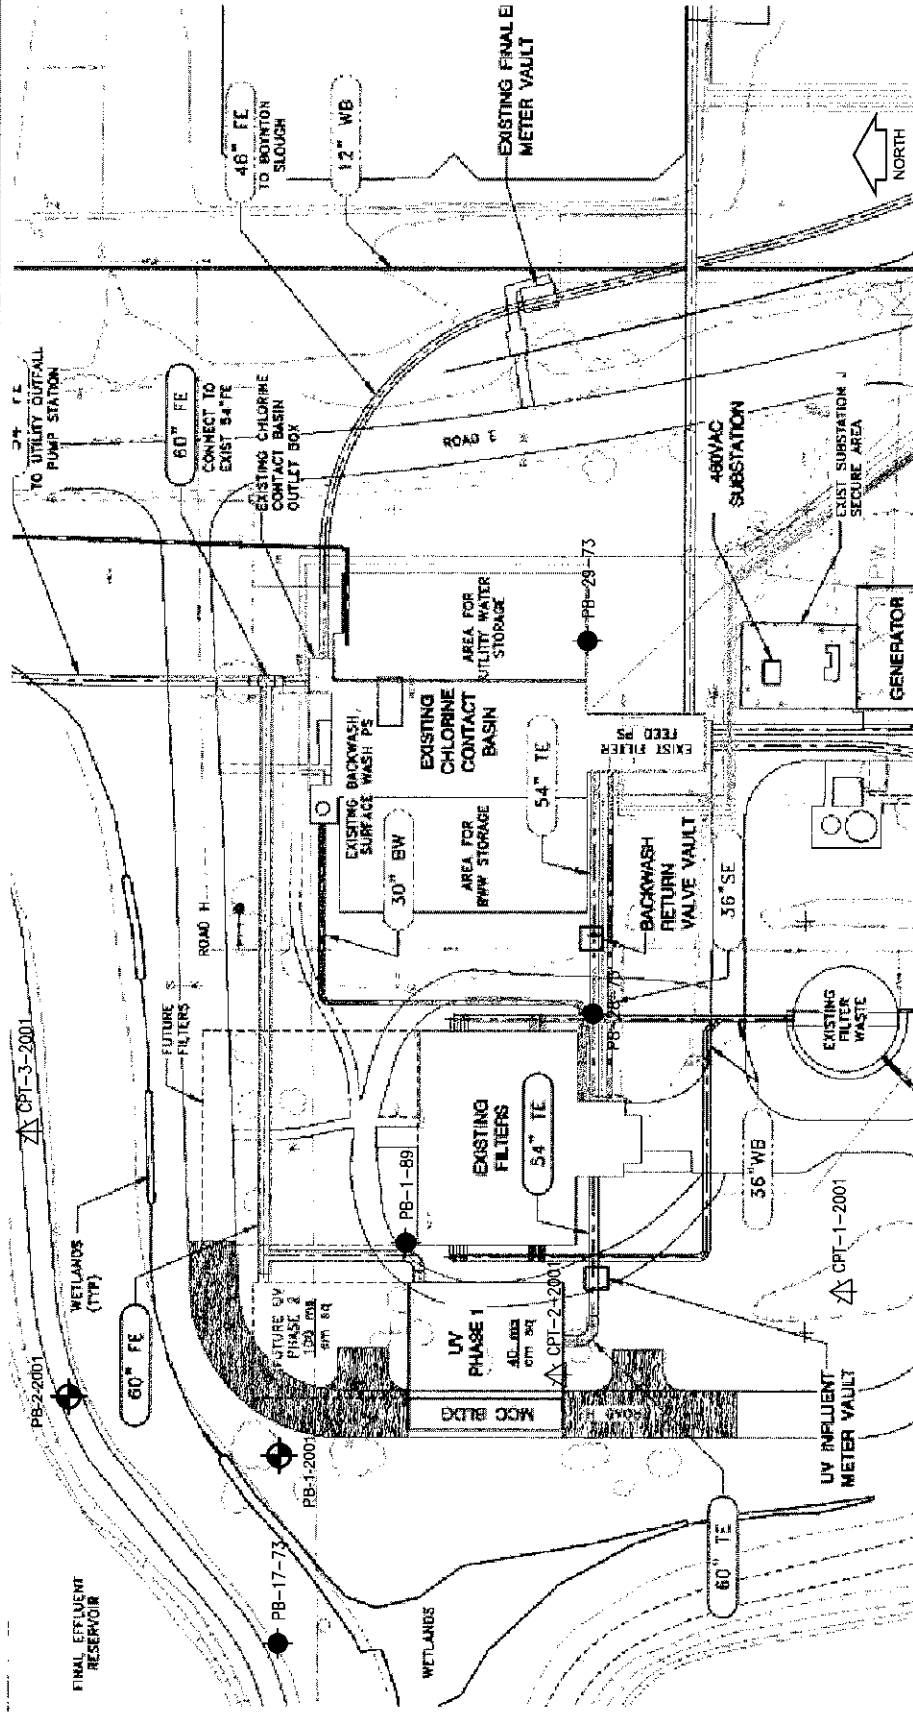 TO UTILITY OUTFALL
PUMP STATION
60" FE
CONNECT TO
EXIST 54"FE
EXISTING CHLORINE
CONTACT BASIN
OUTLET BOX
48" FE
TO BOYNTON
SLOUGH
12" WB
EXISTING FINAL E
METER VAULT
NORTH
ROAD 3
480VAC
SUBSTATION
EXIST SUBSTATION J
SECURE AREA
GENERATOR
AREA FOR
UTLITY WATER
STORAGE
PB-29-73
EXISTING
CHLORINE
CONTACT
BASIN
EXISITNG BACKWASH/
SURFACE WASH PS
EXIST FILTER
FEED PS
54" TE
AREA FOR
BWW STORAGE
30" BW
BACKWASH
RETURN
VALVE VAULT
36"SE
ROAD H
FUTURE
FILTERS
EXISTING
FILTER
WASTE
EXISTING
FILTERS
54" TE
PB-1-89
36"WB
CPT-3-2001
CPT-1-2001
WETLANDS
(TYP)
60" FE
FUTURE UV
PHASE 2
UV
PHASE 1
CPT-2-2001
MCC BLDG
ROAD H
UV INFLUENT
METER VAULT
60" TE
PB-2-2001
PB-1-2001
PB-17-73
FINAL EFFLUENT
RESERVOIR
WETLANDS